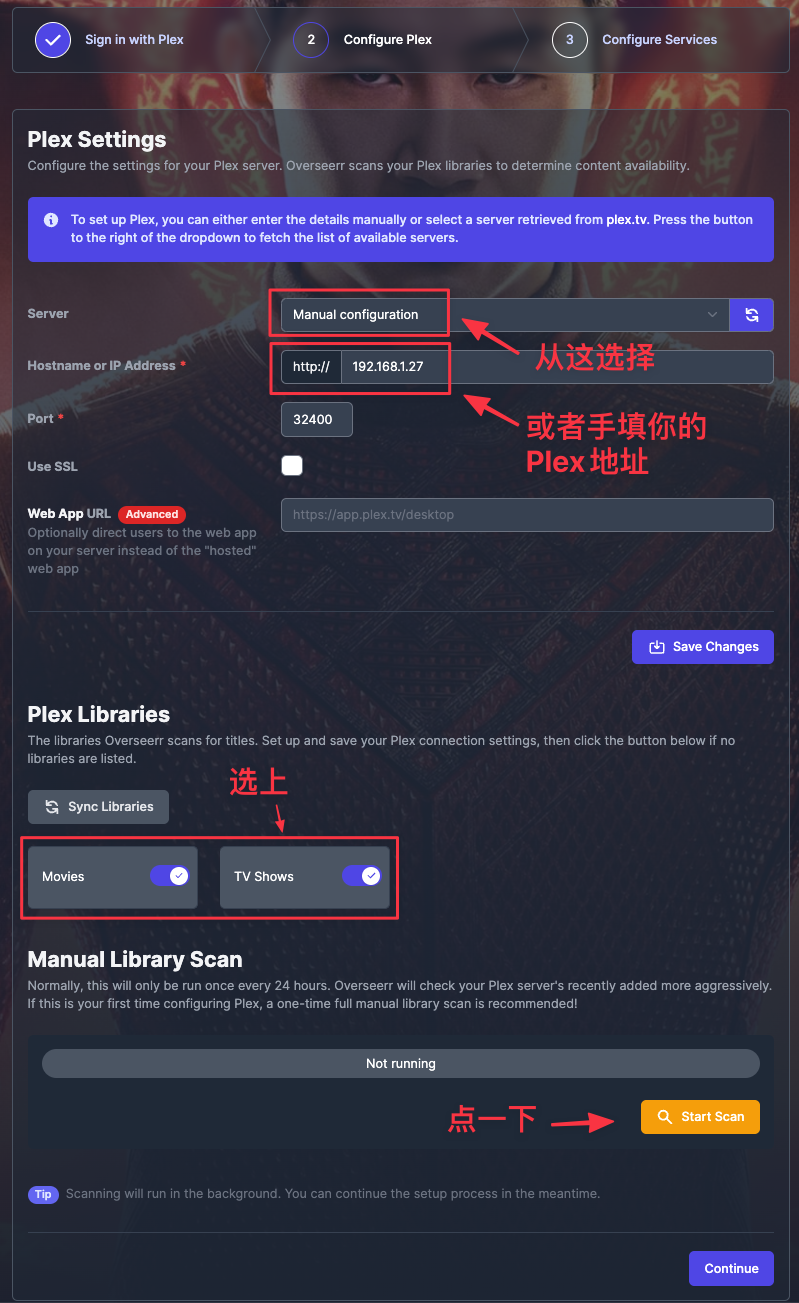 Sign in with Plex
2
Configure Plex
3
Configure Services
Plex Settings
Configure the settings for your Plex server. Overseerr scans your Plex libraries to determine content availability.
To set up Plex, you can either enter the details manually or select a server retrieved from plex.tv. Press the button
to the right of the dropdown to fetch the list of available servers.
Server
Manual configuration
从这选择
Hostname or IP Address *
http://
192.168.1.27
或者手填你的
Plex 地址
Port *
32400
Use SSL
Web App URL Advanced
Optionally direct users to the web app
on your server instead of the "hosted"
web app
https://app.plex.tv/desktop
Save Changes
Plex Libraries
The libraries Overseerr scans for titles. Set up and save your Plex connection settings, then click the button below if no
libraries are listed.
选上
Sync Libraries
Movies
TV Shows
Manual Library Scan
Normally, this will only be run once every 24 hours. Overseerr will check your Plex server's recently added more aggressively.
If this is your first time configuring Plex, a one-time full manual library scan is recommended!
Not running
点一下
Start Scan
Tip Scanning will run in the background. You can continue the setup process in the meantime.
Continue